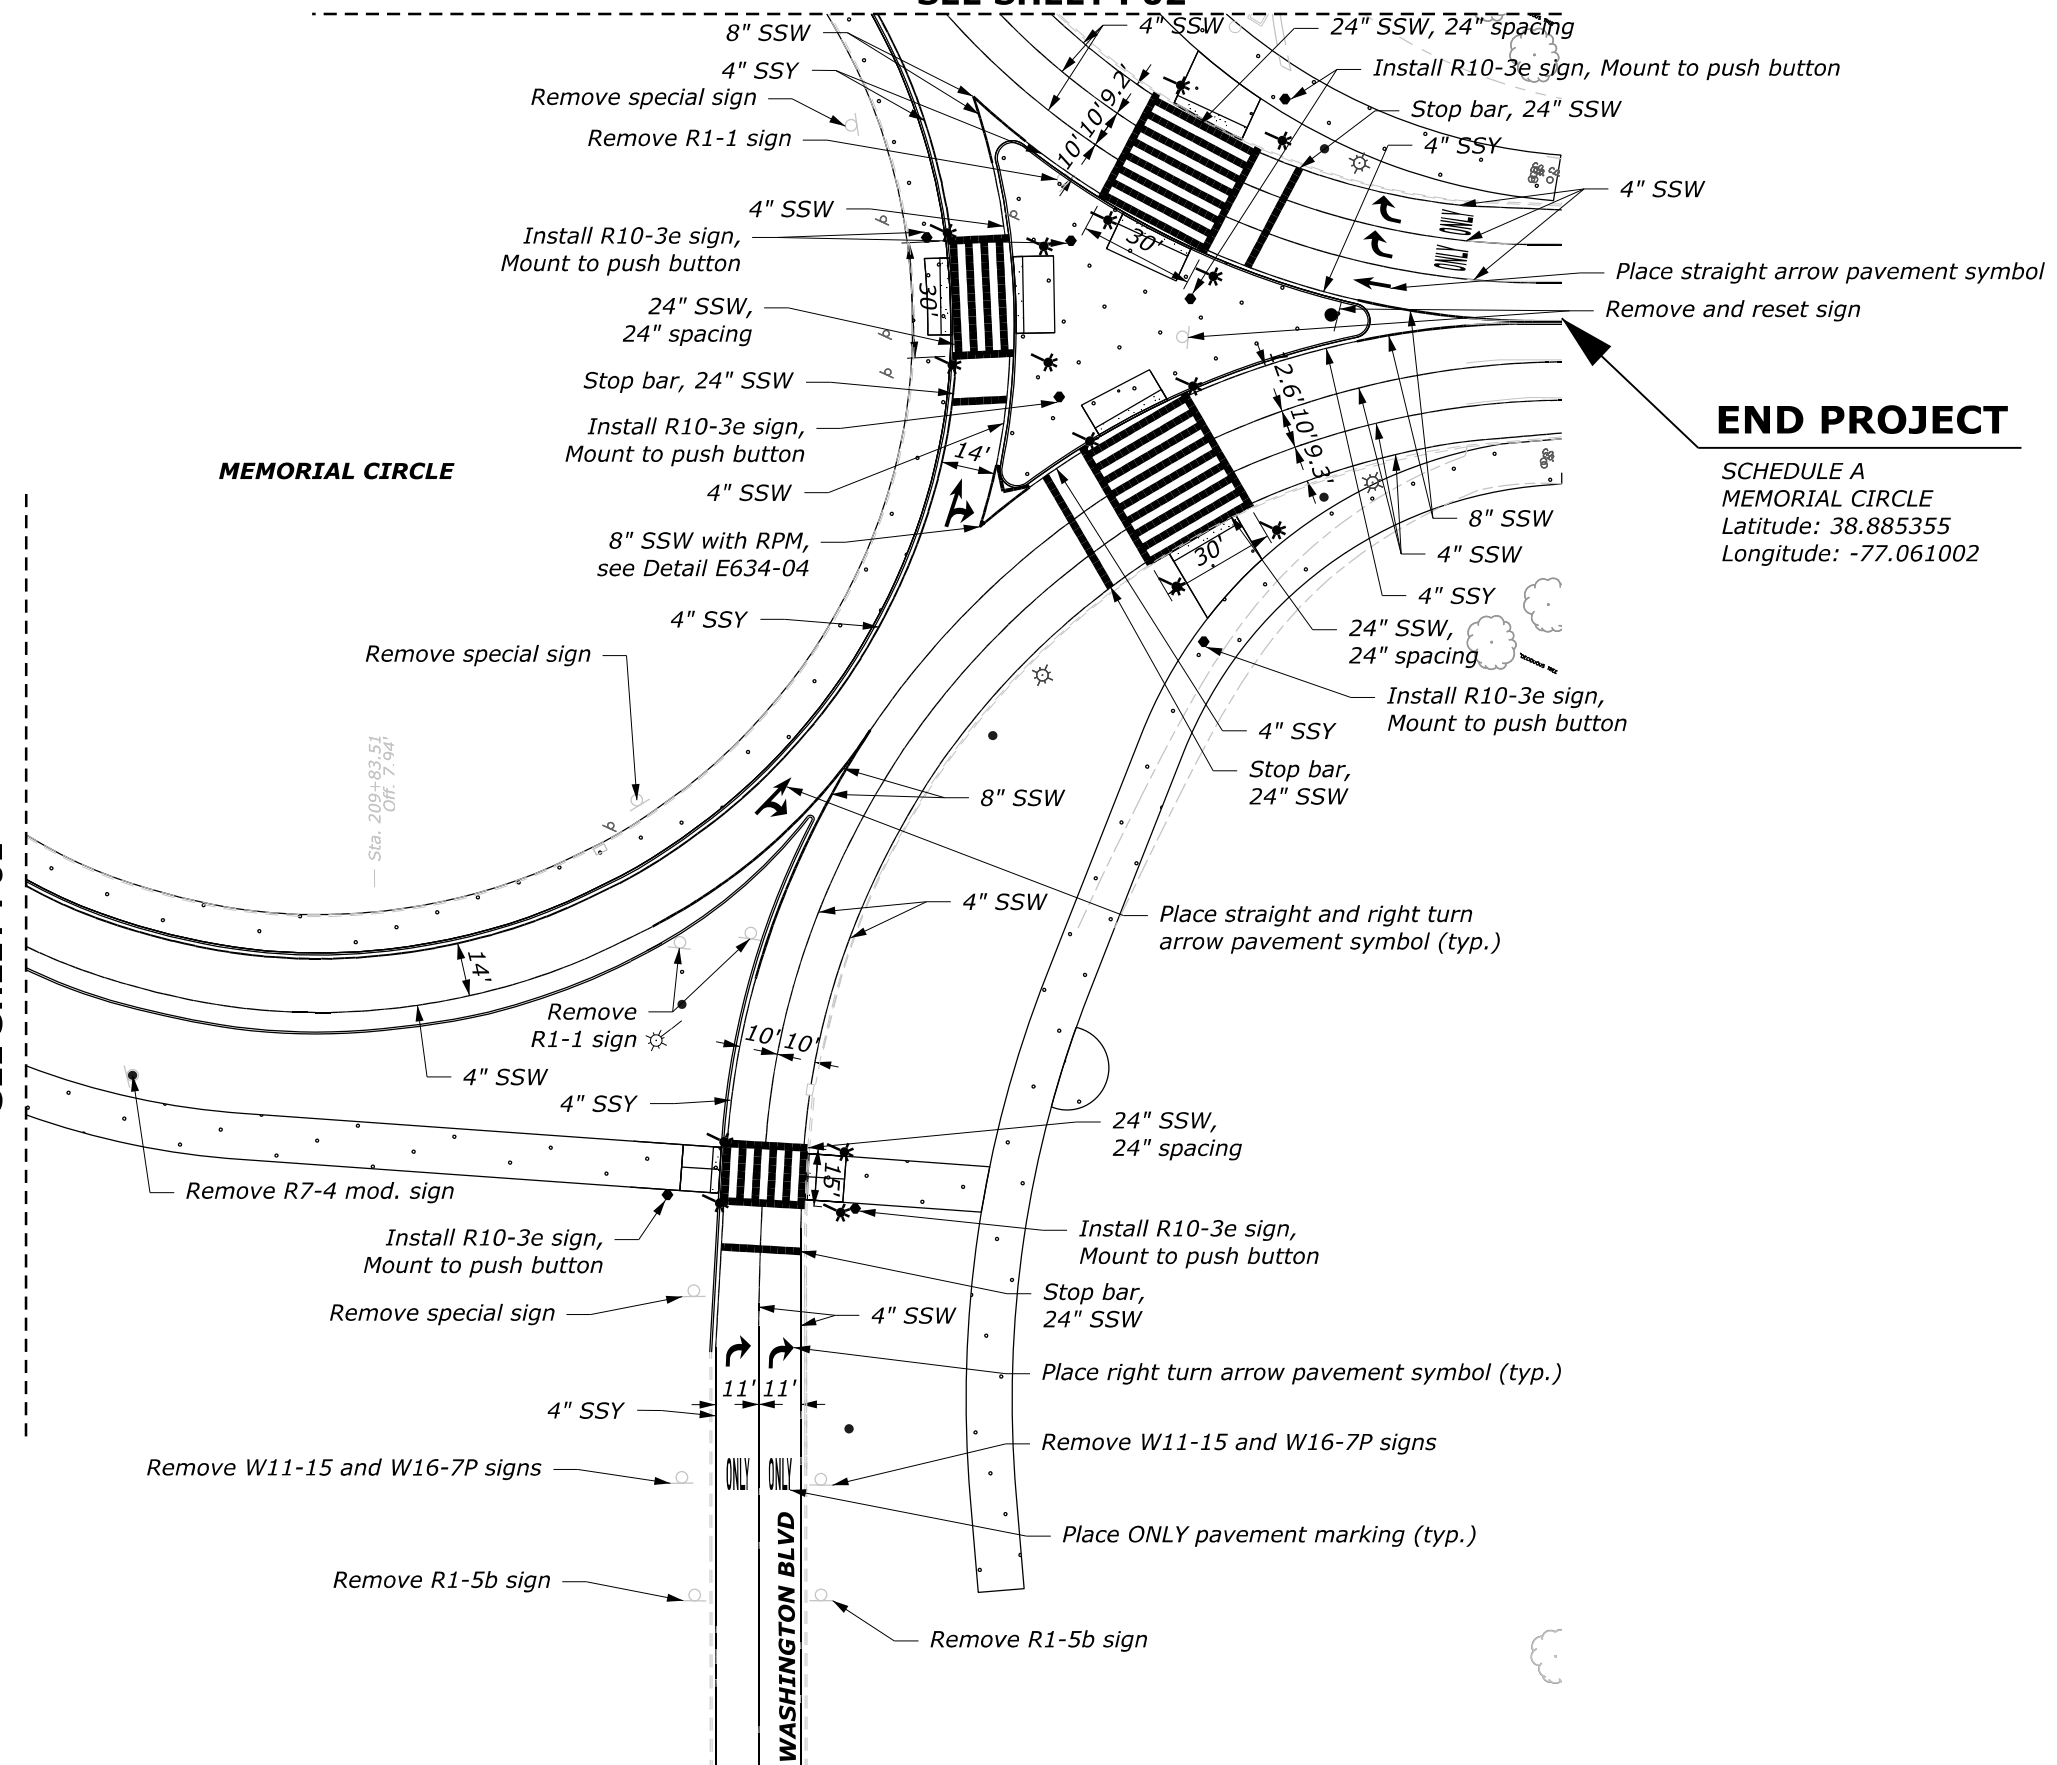 8" SSW
4" SSW
24" SSW, 24" spacing
4" SSY
Remove special sign
Remove R1-1 sign
Install R10-3e sign, Mount to push button
Stop bar, 24" SSW
4" SSY
4" SSW
10' 10' 9.2'
30'
ONLY
ONLY
4" SSW
Install R10-3e sign,
Mount to push button
30'
24" SSW,
24" spacing
Stop bar, 24" SSW
Install R10-3e sign,
Mount to push button
14'
4" SSW
8" SSW with RPM,
see Detail E634-04
4" SSY
Place straight arrow pavement symbol
Remove and reset sign
END PROJECT
SCHEDULE A
MEMORIAL CIRCLE
Latitude: 38.885355
Longitude: -77.061002
10' 9.3'
30'
8" SSW
4" SSW
4" SSY
24" SSW,
24" spacing
Install R10-3e sign,
Mount to push button
4" SSY
Stop bar,
24" SSW
MEMORIAL CIRCLE
Remove special sign
Sta. 209+83.51
Off. 7.94'
8" SSW
4" SSW
Place straight and right turn
arrow pavement symbol (typ.)
14'
Remove
R1-1 sign
4" SSW
10' 10'
4" SSY
24" SSW,
24" spacing
15'
Remove R7-4 mod. sign
Install R10-3e sign,
Mount to push button
Install R10-3e sign,
Mount to push button
Remove special sign
Stop bar,
24" SSW
4" SSW
Place right turn arrow pavement symbol (typ.)
11' 11'
4" SSY
Remove W11-15 and W16-7P signs
Remove W11-15 and W16-7P signs
ONLY ONLY
Place ONLY pavement marking (typ.)
WASHINGTON BLVD
Remove R1-5b sign
Remove R1-5b sign